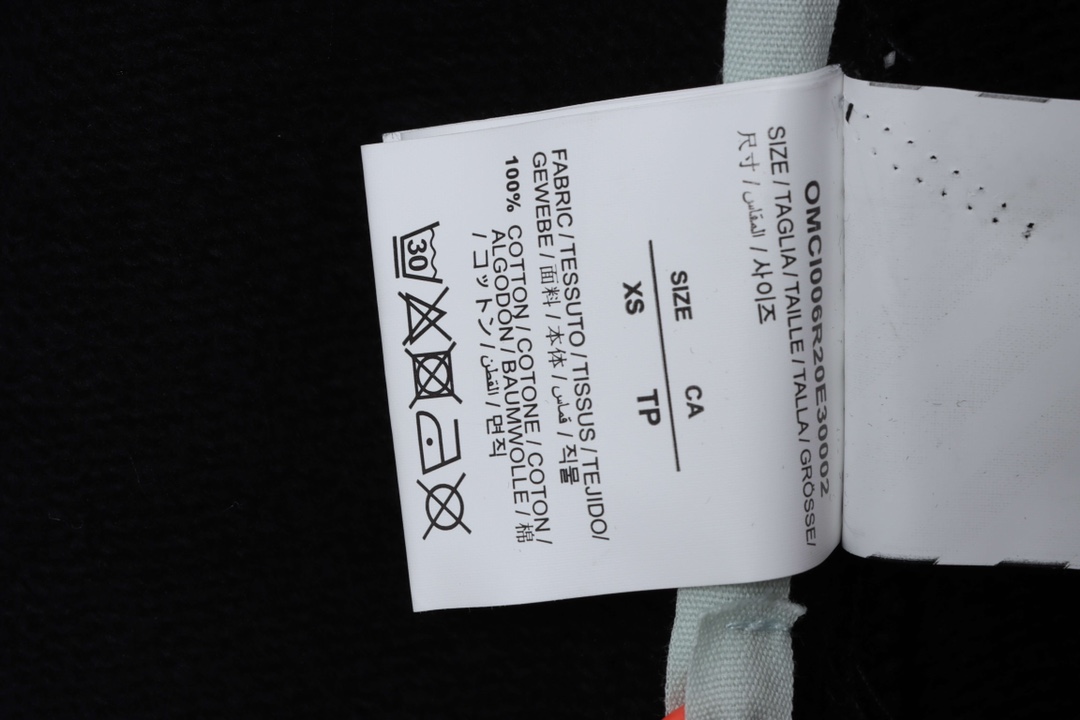 OMCI006R20E30002
SIZE / TAGLIA / TAILLE / TALLA / GRÖSSE/
尺寸 / المقاس / 사이즈
SIZE CA
XS TP
FABRIC / TESSUTO / TISSUS / TEJIDO/
GEWEBE / 面料 / 本体 / قماش / 직물
100% COTTON / COTONE / COTON /
ALGODON / BAUMWOLLE / 棉
/ コットン / القطن / 면직
30